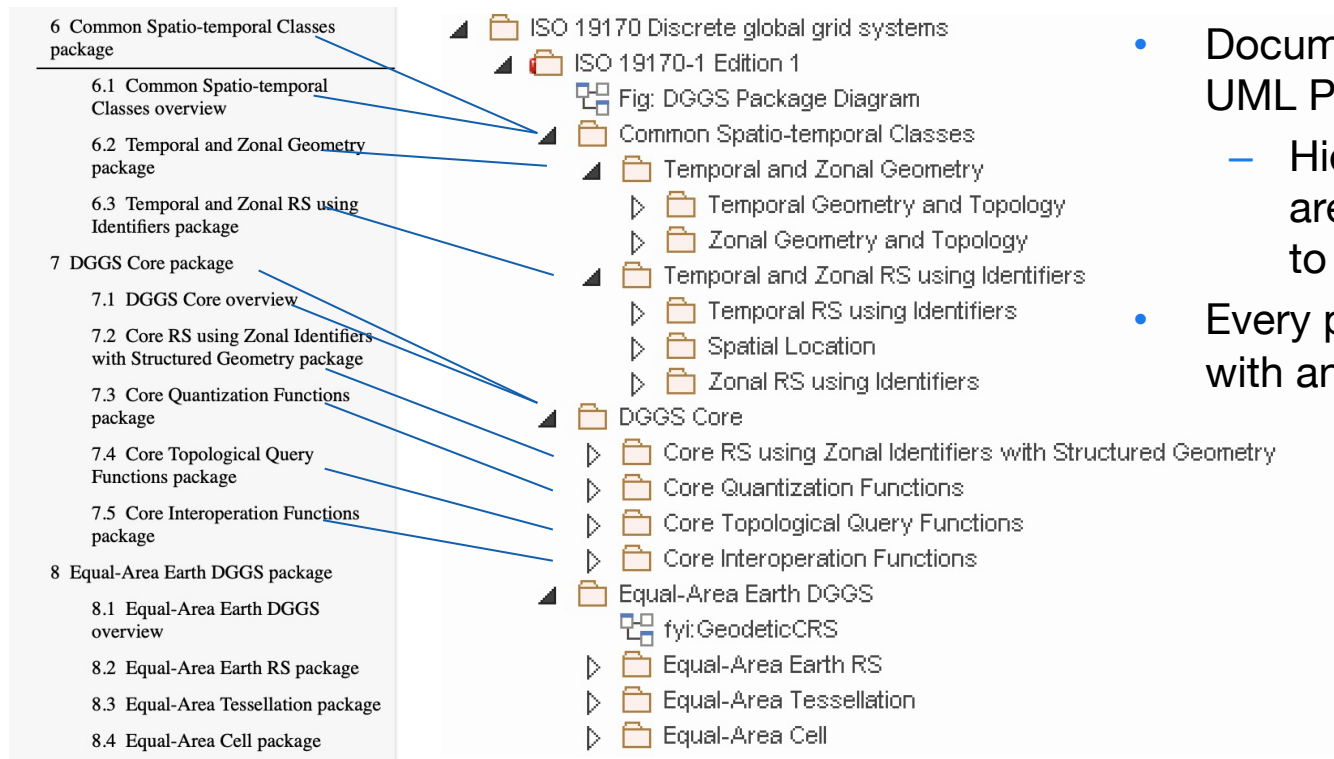 6 Common Spatio-temporal Classes
package
6.1 Common Spatio-temporal
Classes overview
6.2 Temporal and Zonal Geometry
package
6.3 Temporal and Zonal RS using
Identifiers package
7 DGGS Core package
7.1 DGGS Core overview
7.2 Core RS using Zonal Identifiers
with Structured Geometry package
7.3 Core Quantization Functions
package
7.4 Core Topological Query
Functions package
7.5 Core Interoperation Functions
package
8 Equal-Area Earth DGGS package
8.1 Equal-Area Earth DGGS
overview
8.2 Equal-Area Earth RS package
8.3 Equal-Area Tessellation package
8.4 Equal-Area Cell package
ISO 19170 Discrete global grid systems
ISO 19170-1 Edition 1
Fig: DGGS Package Diagram
Common Spatio-temporal Classes
Temporal and Zonal Geometry
Temporal Geometry and Topology
Zonal Geometry and Topology
Temporal and Zonal RS using Identifiers
Temporal RS using Identifiers
Spatial Location
Zonal RS using Identifiers
DGGS Core
Core RS using Zonal Identifiers with Structured Geometry
Core Quantization Functions
Core Topological Query Functions
Core Interoperation Functions
Equal-Area Earth DGGS
fyi:GeodeticCRS
Equal-Area Earth RS
Equal-Area Tessellation
Equal-Area Cell
• Docum
UML P
– Hi
are
to
• Every p
with an